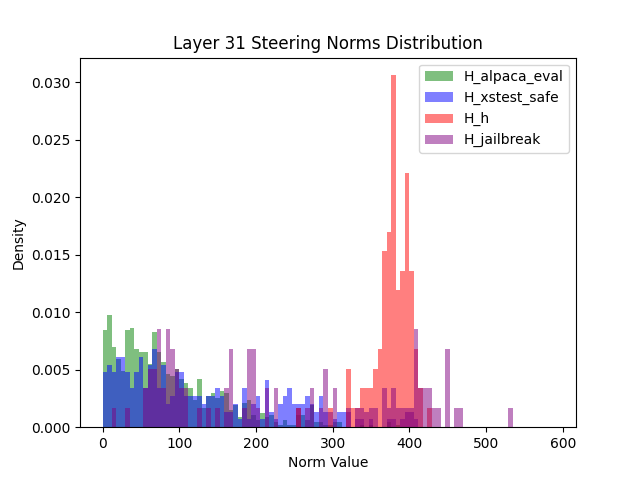 Layer 31 Steering Norms Distribution
H_alpaca_eval
H_xstest_safe
H_h
H_jailbreak
0.030
0.025
0.020
0.015
0.010
0.005
0.000
Density
0 100 200 300 400 500 600
Norm Value